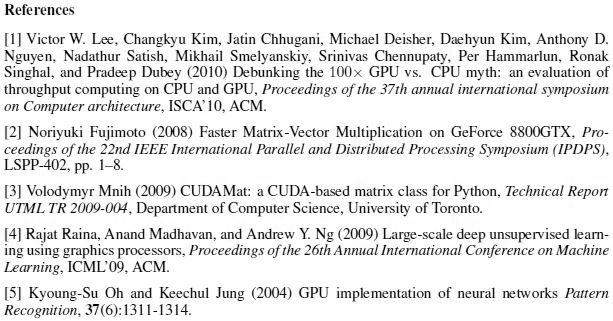 References
[1] Victor W. Lee, Changkyu Kim, Jatin Chhugani, Michael Deisher, Daehyun Kim, Anthony D.
Nguyen, Nadathur Satish, Mikhail Smelyanskiy, Srinivas Chennupaty, Per Hammarlun, Ronak
Singhal, and Pradeep Dubey (2010) Debunking the 100× GPU vs. CPU myth: an evaluation of
throughput computing on CPU and GPU, Proceedings of the 37th annual international symposium
on Computer architecture, ISCA'10, ACM.
[2] Noriyuki Fujimoto (2008) Faster Matrix-Vector Multiplication on GeForce 8800GTX, Pro-
ceedings of the 22nd IEEE International Parallel and Distributed Processing Symposium (IPDPS),
LSPP-402, pp. 1–8.
[3] Volodymyr Mnih (2009) CUDAMat: a CUDA-based matrix class for Python, Technical Report
UTML TR 2009-004, Department of Computer Science, University of Toronto.
[4] Rajat Raina, Anand Madhavan, and Andrew Y. Ng (2009) Large-scale deep unsupervised learn-
ing using graphics processors, Proceedings of the 26th Annual International Conference on Machine
Learning, ICML'09, ACM.
[5] Kyoung-Su Oh and Keechul Jung (2004) GPU implementation of neural networks Pattern
Recognition, 37(6):1311-1314.